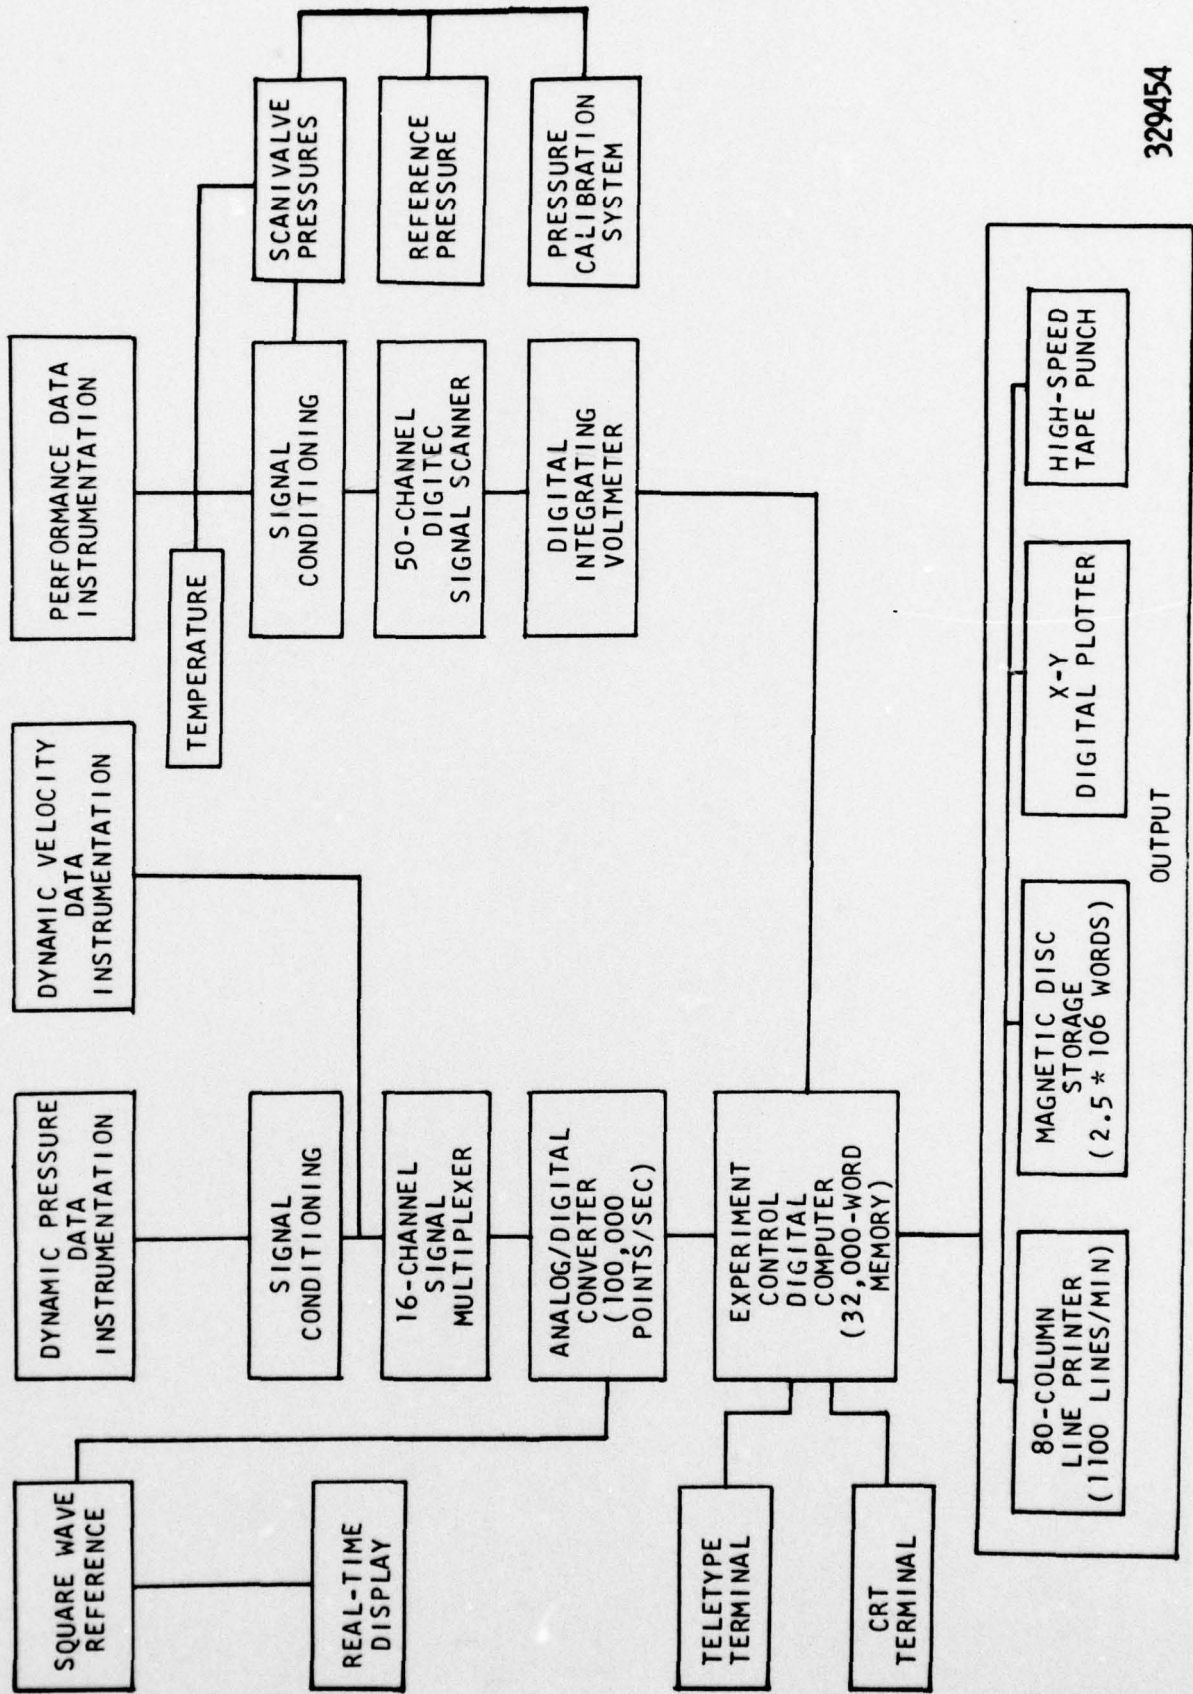 SQUARE WAVE
REFERENCE
REAL-TIME
DISPLAY
DYNAMIC PRESSURE
DATA
INSTRUMENTATION
DYNAMIC VELOCITY
DATA
INSTRUMENTATION
PERFORMANCE DATA
INSTRUMENTATION
TEMPERATURE
SIGNAL
CONDITIONING
SIGNAL
CONDITIONING
SCANIVALVE
PRESSURES
16-CHANNEL
SIGNAL
MULTIPLEXER
50-CHANNEL
DIGITEC
SIGNAL SCANNER
REFERENCE
PRESSURE
ANALOG/DIGITAL
CONVERTER
(100,000
POINTS/SEC)
DIGITAL
INTEGRATING
VOLTMETER
PRESSURE
CALIBRATION
SYSTEM
TELETYPE
TERMINAL
CRT
TERMINAL
EXPERIMENT
CONTROL
DIGITAL
COMPUTER
(32,000-WORD
MEMORY)
80-COLUMN
LINE PRINTER
(1100 LINES/MIN)
MAGNETIC DISC
STORAGE
(2.5 * 106 WORDS)
X-Y
DIGITAL PLOTTER
HIGH-SPEED
TAPE PUNCH
OUTPUT
329454